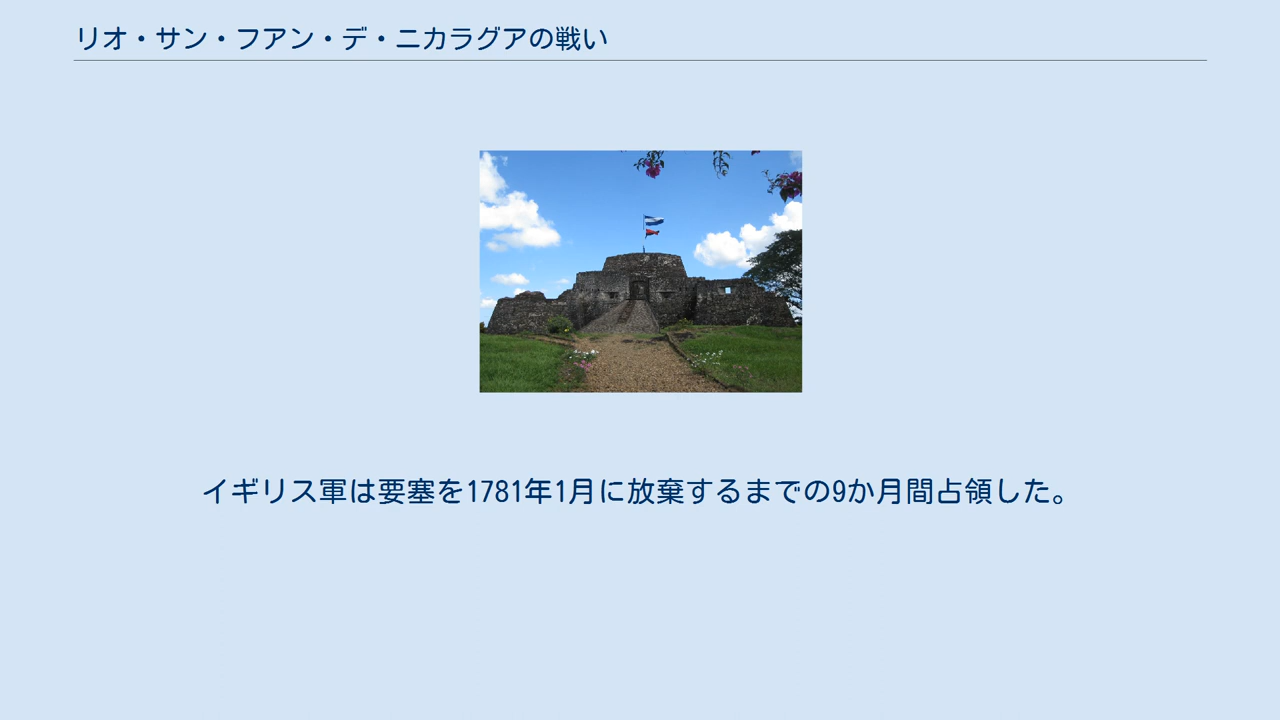 リオ・サン・フアン・デ・ニカラグアの戦い
イギリス軍は要塞を1781年1月に放棄するまでの9か月間占領した。